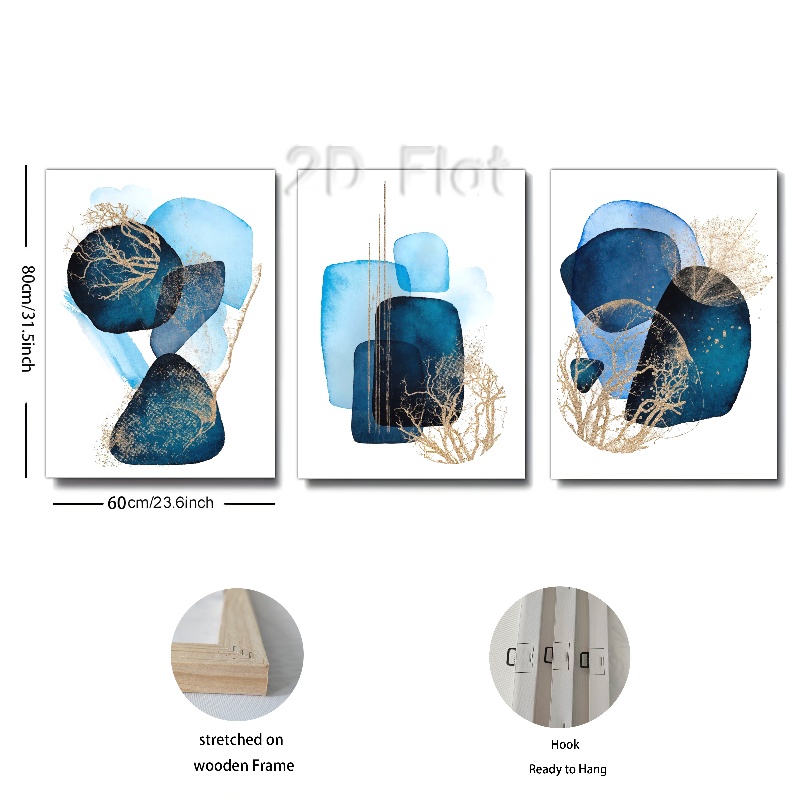 2D Flat
80cm/31.5inch
60cm/23.6inch
stretched on
wooden Frame
Hook
Ready to Hang